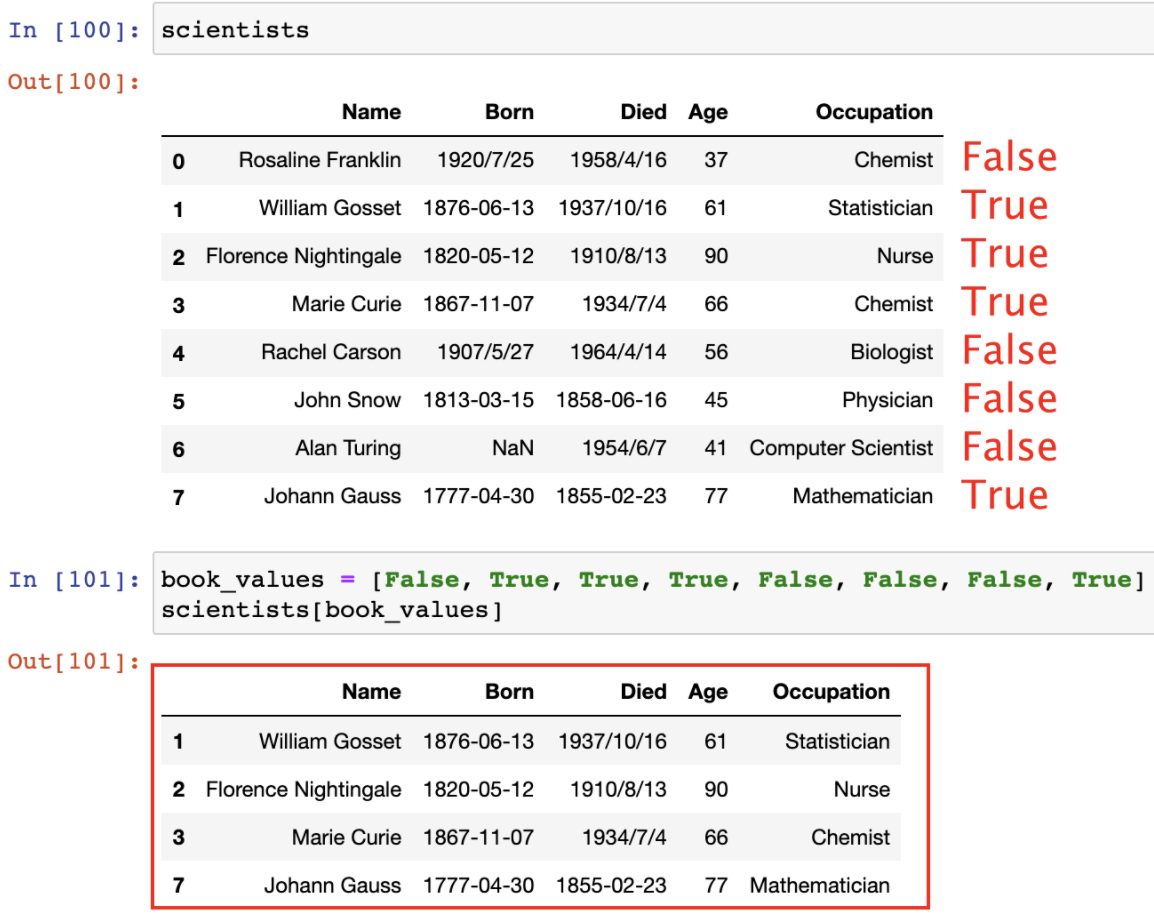 In [100]: scientists
Out[100]:
Name Born Died Age Occupation
0 Rosaline Franklin 1920/7/25 1958/4/16 37 Chemist False
1 William Gosset 1876-06-13 1937/10/16 61 Statistician True
2 Florence Nightingale 1820-05-12 1910/8/13 90 Nurse True
3 Marie Curie 1867-11-07 1934/7/4 66 Chemist True
4 Rachel Carson 1907/5/27 1964/4/14 56 Biologist False
5 John Snow 1813-03-15 1858-06-16 45 Physician False
6 Alan Turing NaN 1954/6/7 41 Computer Scientist False
7 Johann Gauss 1777-04-30 1855-02-23 77 Mathematician True
In [101]: book_values = [False, True, True, True, False, False, False, True]
scientists[book_values]
Out[101]:
Name Born Died Age Occupation
1 William Gosset 1876-06-13 1937/10/16 61 Statistician
2 Florence Nightingale 1820-05-12 1910/8/13 90 Nurse
3 Marie Curie 1867-11-07 1934/7/4 66 Chemist
7 Johann Gauss 1777-04-30 1855-02-23 77 Mathematician